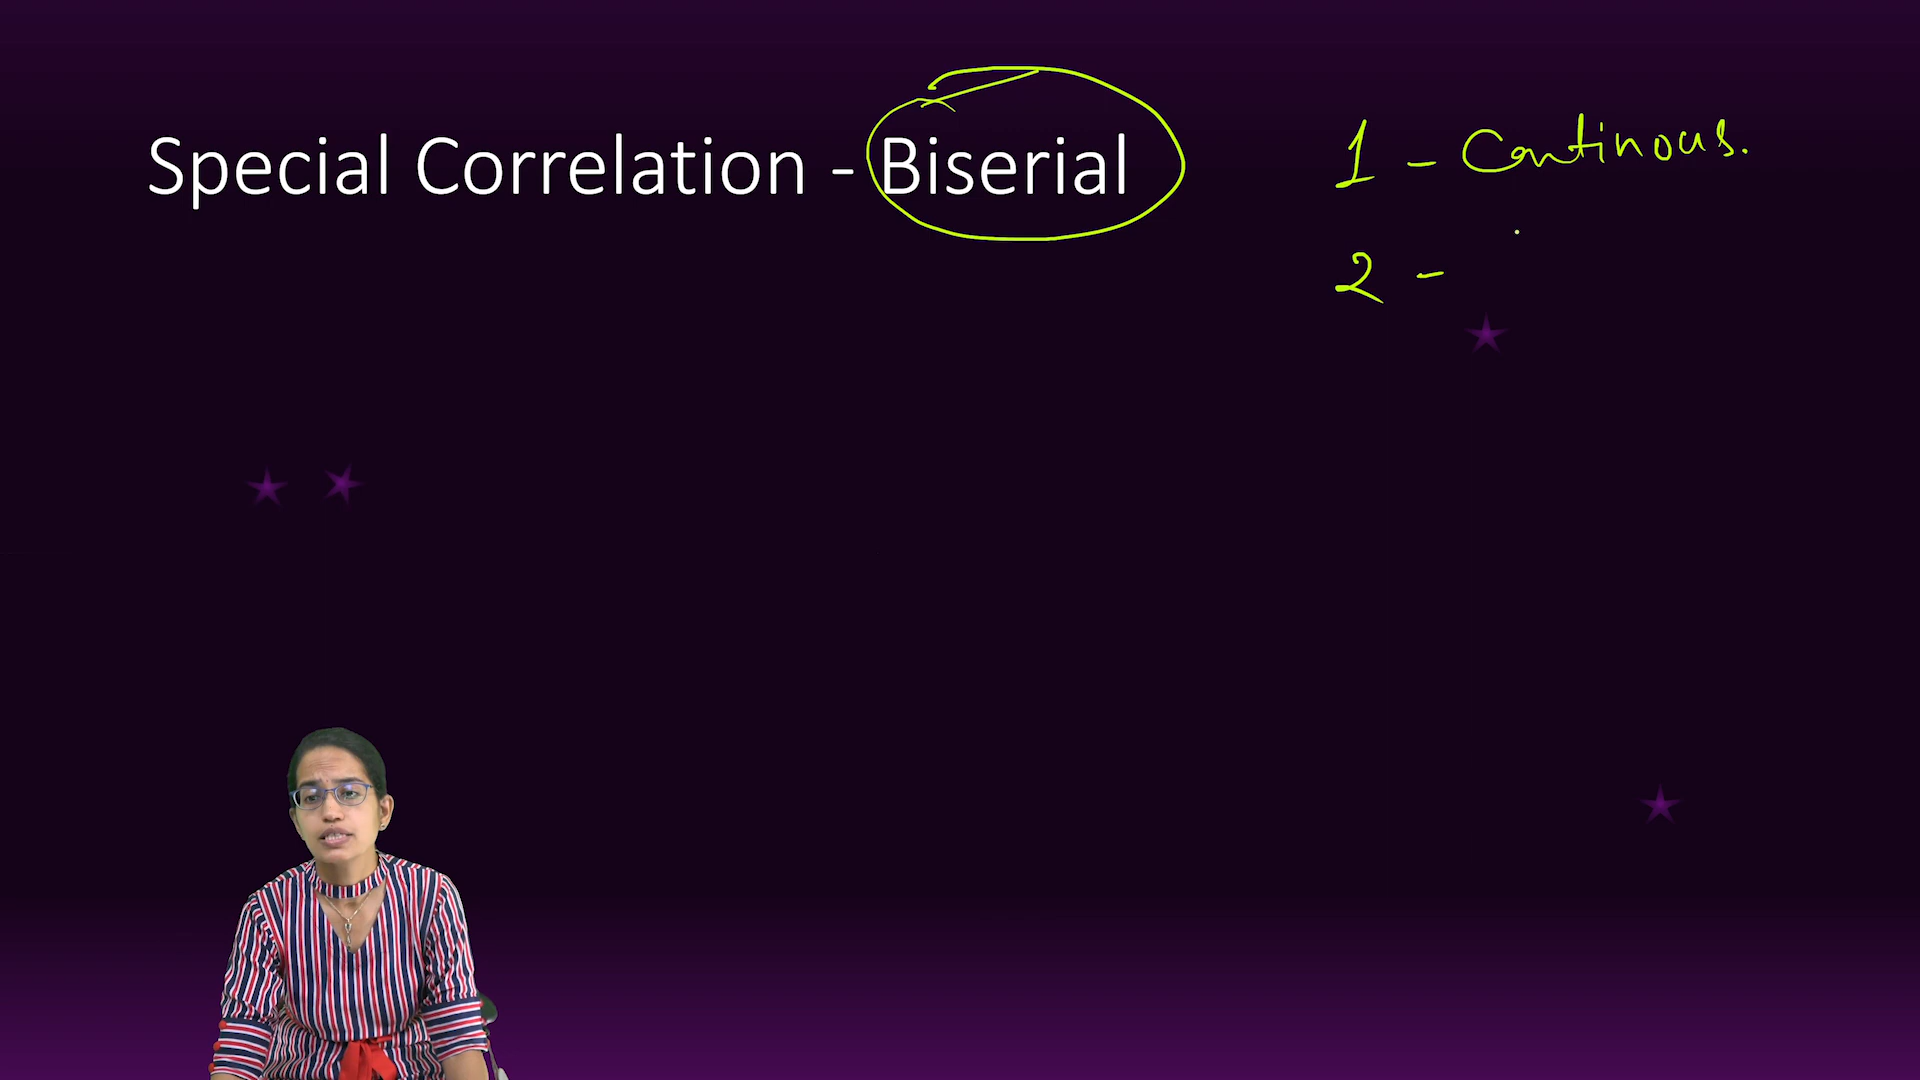 Special Correlation - Biserial
1 - Continous.
2 -